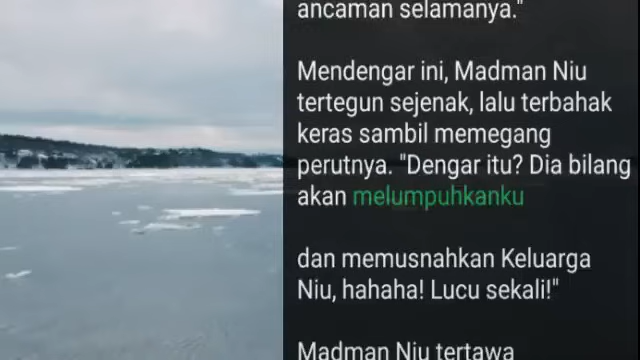 ancaman selamanya."
Mendengar ini, Madman Niu
tertegun sejenak, lalu terbahak
keras sambil memegang
perutnya. "Dengar itu? Dia bilang
akan melumpuhkanku
dan memusnahkan Keluarga
Niu, hahaha! Lucu sekali!"
Madman Niu tertawa